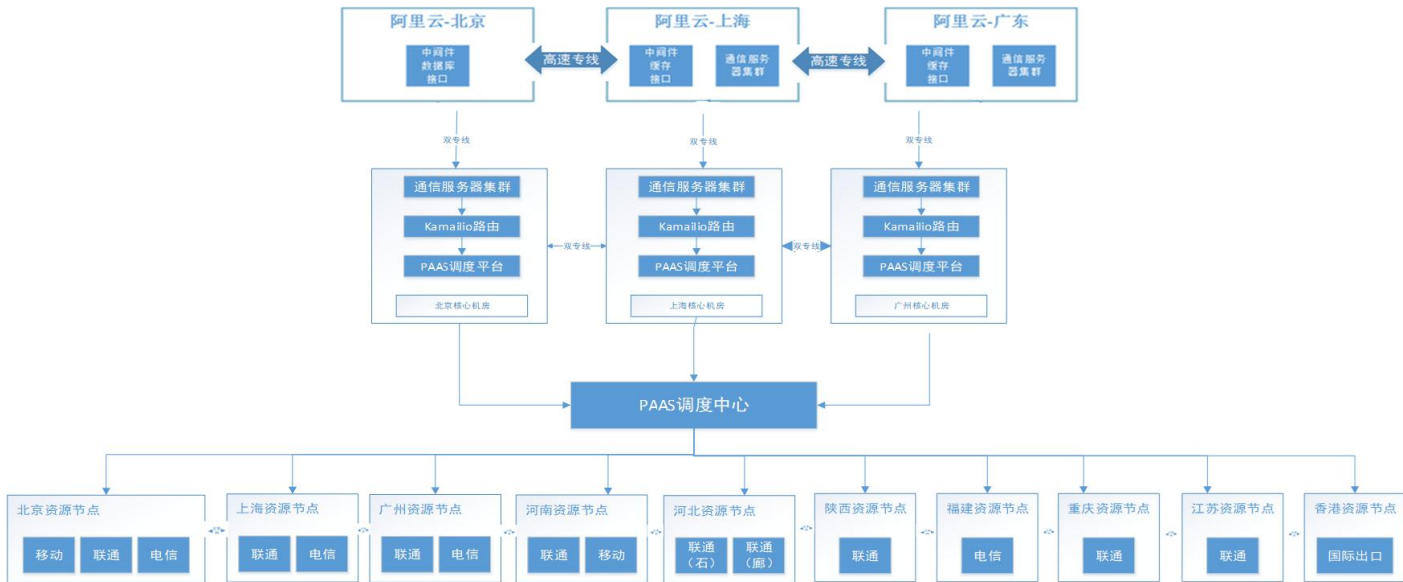 阿里云-北京
阿里云-上海
阿里云-广东
中间件
数据库
接口
高速专线
中间件
缓存
接口
通信服务
器集群
高速专线
中间件
缓存
接口
通信服务
器集群
双专线
双专线
双专线
通信服务器集群
Kamailio路由
PAAS调度平台
北京核心机房
双专线
通信服务器集群
Kamailio路由
PAAS调度平台
上海核心机房
双专线
通信服务器集群
Kamailio路由
PAAS调度平台
广州核心机房
PAAS调度中心
北京资源节点
移动
联通
电信
上海资源节点
联通
电信
广州资源节点
联通
电信
河南资源节点
联通
移动
河北资源节点
联通
（石）
联通
（廊）
陕西资源节点
联通
福建资源节点
电信
重庆资源节点
联通
江苏资源节点
联通
香港资源节点
国际出口